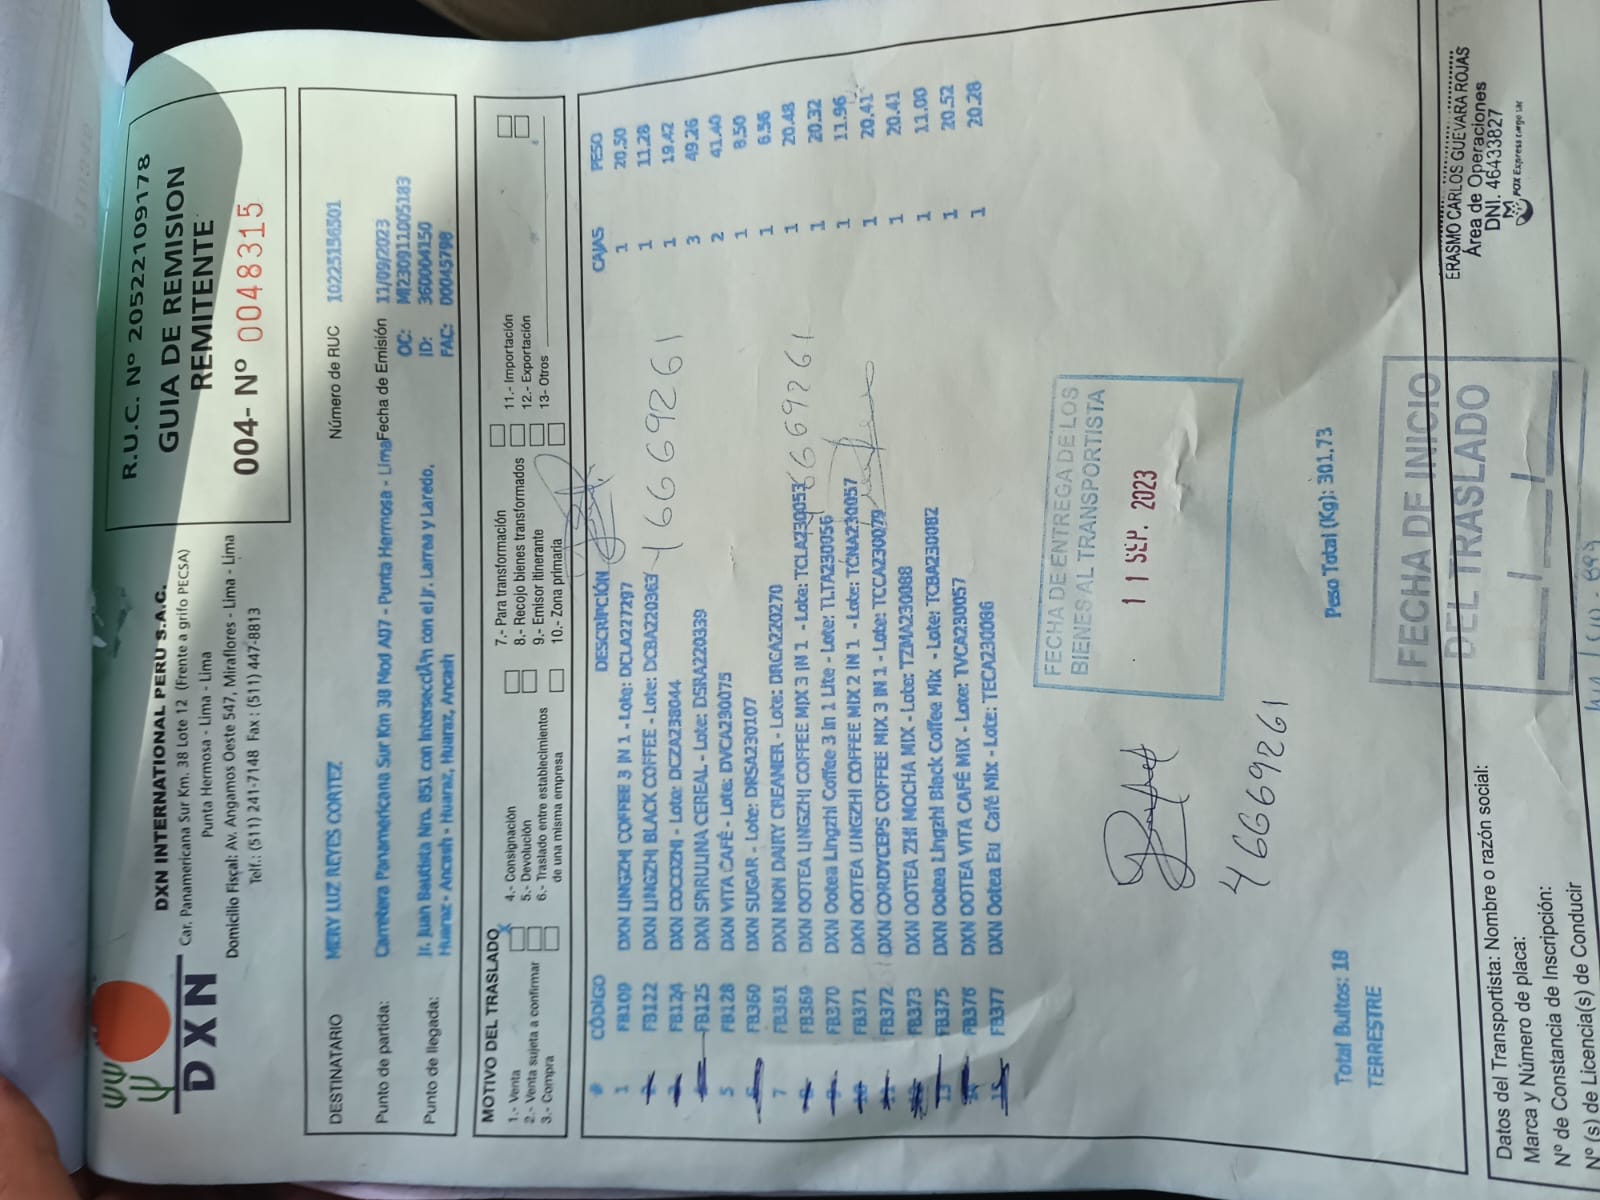 DXN
DXN INTERNATIONAL PERU S.A.C.
Car. Panamericana Sur Km. 38 Lote 12 (Frente a grifo PECSA)
Punta Hermosa - Lima - Lima
Domicilio Fiscal: Av. Angamos Oeste 547, Miraflores - Lima - Lima
Telf.: (511) 241-7148 Fax : (511) 447-8813
R.U.C. Nº 20522109178
GUIA DE REMISION
REMITENTE
004- Nº 0048315
DESTINATARIO MERY LUZ REYES CORTEZ Número de RUC 10225156501
Punto de partida: Carretera Panamericana Sur Km 38 Mod A07 - Punta Hermosa - Lima Fecha de Emisión 11/09/2023
OC: MI230911005183
Punto de llegada: Jr. Juan Bautista Nro. 851 con Intersección con el Jr. Larrea y Laredo, ID: 360004150
Huaraz - Ancash - Huaraz, Huaraz, Ancash FAC: 00045798
MOTIVO DEL TRASLADO
1.- Venta X 4.- Consignación 7.- Para transformación 11.- Importación
2.- Venta sujeta a confirmar 5.- Devolución 8.- Recojo bienes transformados 12.- Exportación
3.- Compra 6.- Traslado entre establecimientos de una misma empresa 9.- Emisor itinerante 13- Otros
10.- Zona primaria
# CÓDIGO DESCRIPCIÓN CAJAS PESO
1 FB109 DXN LINGZHI COFFEE 3 IN 1 - Lote: DCLA227297 1 20.50
2 FB122 DXN LINGZHI BLACK COFFEE - Lote: DCBA220363 1 11.28
3 FB124 DXN COCOZHI - Lote: DCZA238044 1 19.42
4 FB125 DXN SPIRULINA CEREAL - Lote: DSRA220339 3 49.26
5 FB128 DXN VITA CAFÉ - Lote: DVCA230075 2 41.40
6 FB360 DXN SUGAR - Lote: DRSA230107 1 8.50
7 FB361 DXN NON DAIRY CREAMER - Lote: DRCA220270 1 6.56
8 FB369 DXN OOTEA LINGZHI COFFEE MIX 3 IN 1 - Lote: TCLA230053 1 20.48
9 FB370 DXN Ootea Lingzhi Coffee 3 in 1 Lite - Lote: TLTA230056 1 20.32
10 FB371 DXN OOTEA LINGZHI COFFEE MIX 2 IN 1 - Lote: TCNA230057 1 11.96
11 FB372 DXN CORDYCEPS COFFEE MIX 3 IN 1 - Lote: TCCA230079 1 20.41
12 FB373 DXN OOTEA ZHI MOCHA MIX - Lote: TZMA230088 1 20.41
13 FB375 DXN Ootea Lingzhi Black Coffee Mix - Lote: TCBA230082 1 11.00
14 FB376 DXN OOTEA VITA CAFÉ MIX - Lote: TVCA230057 1 20.52
15 FB377 DXN Ootea Eu Café Mix - Lote: TECA230086 1 20.28
46669261
46669261
FECHA DE ENTREGA DE LOS
BIENES AL TRANSPORTISTA
11 SEP. 2023
46669261
Total Bultos: 18 Peso Total (Kg): 301.73
TERRESTRE
FECHA DE INICIO
DEL TRASLADO
Datos del Transportista: Nombre o razón social:
Marca y Número de placa:
Nº de Constancia de Inscripción:
Nº (s) de Licencia(s) de Conducir
ERASMO CARLOS GUEVARA ROJAS
Área de Operaciones
DNI. 46433827
FOX Express Cargo SAC